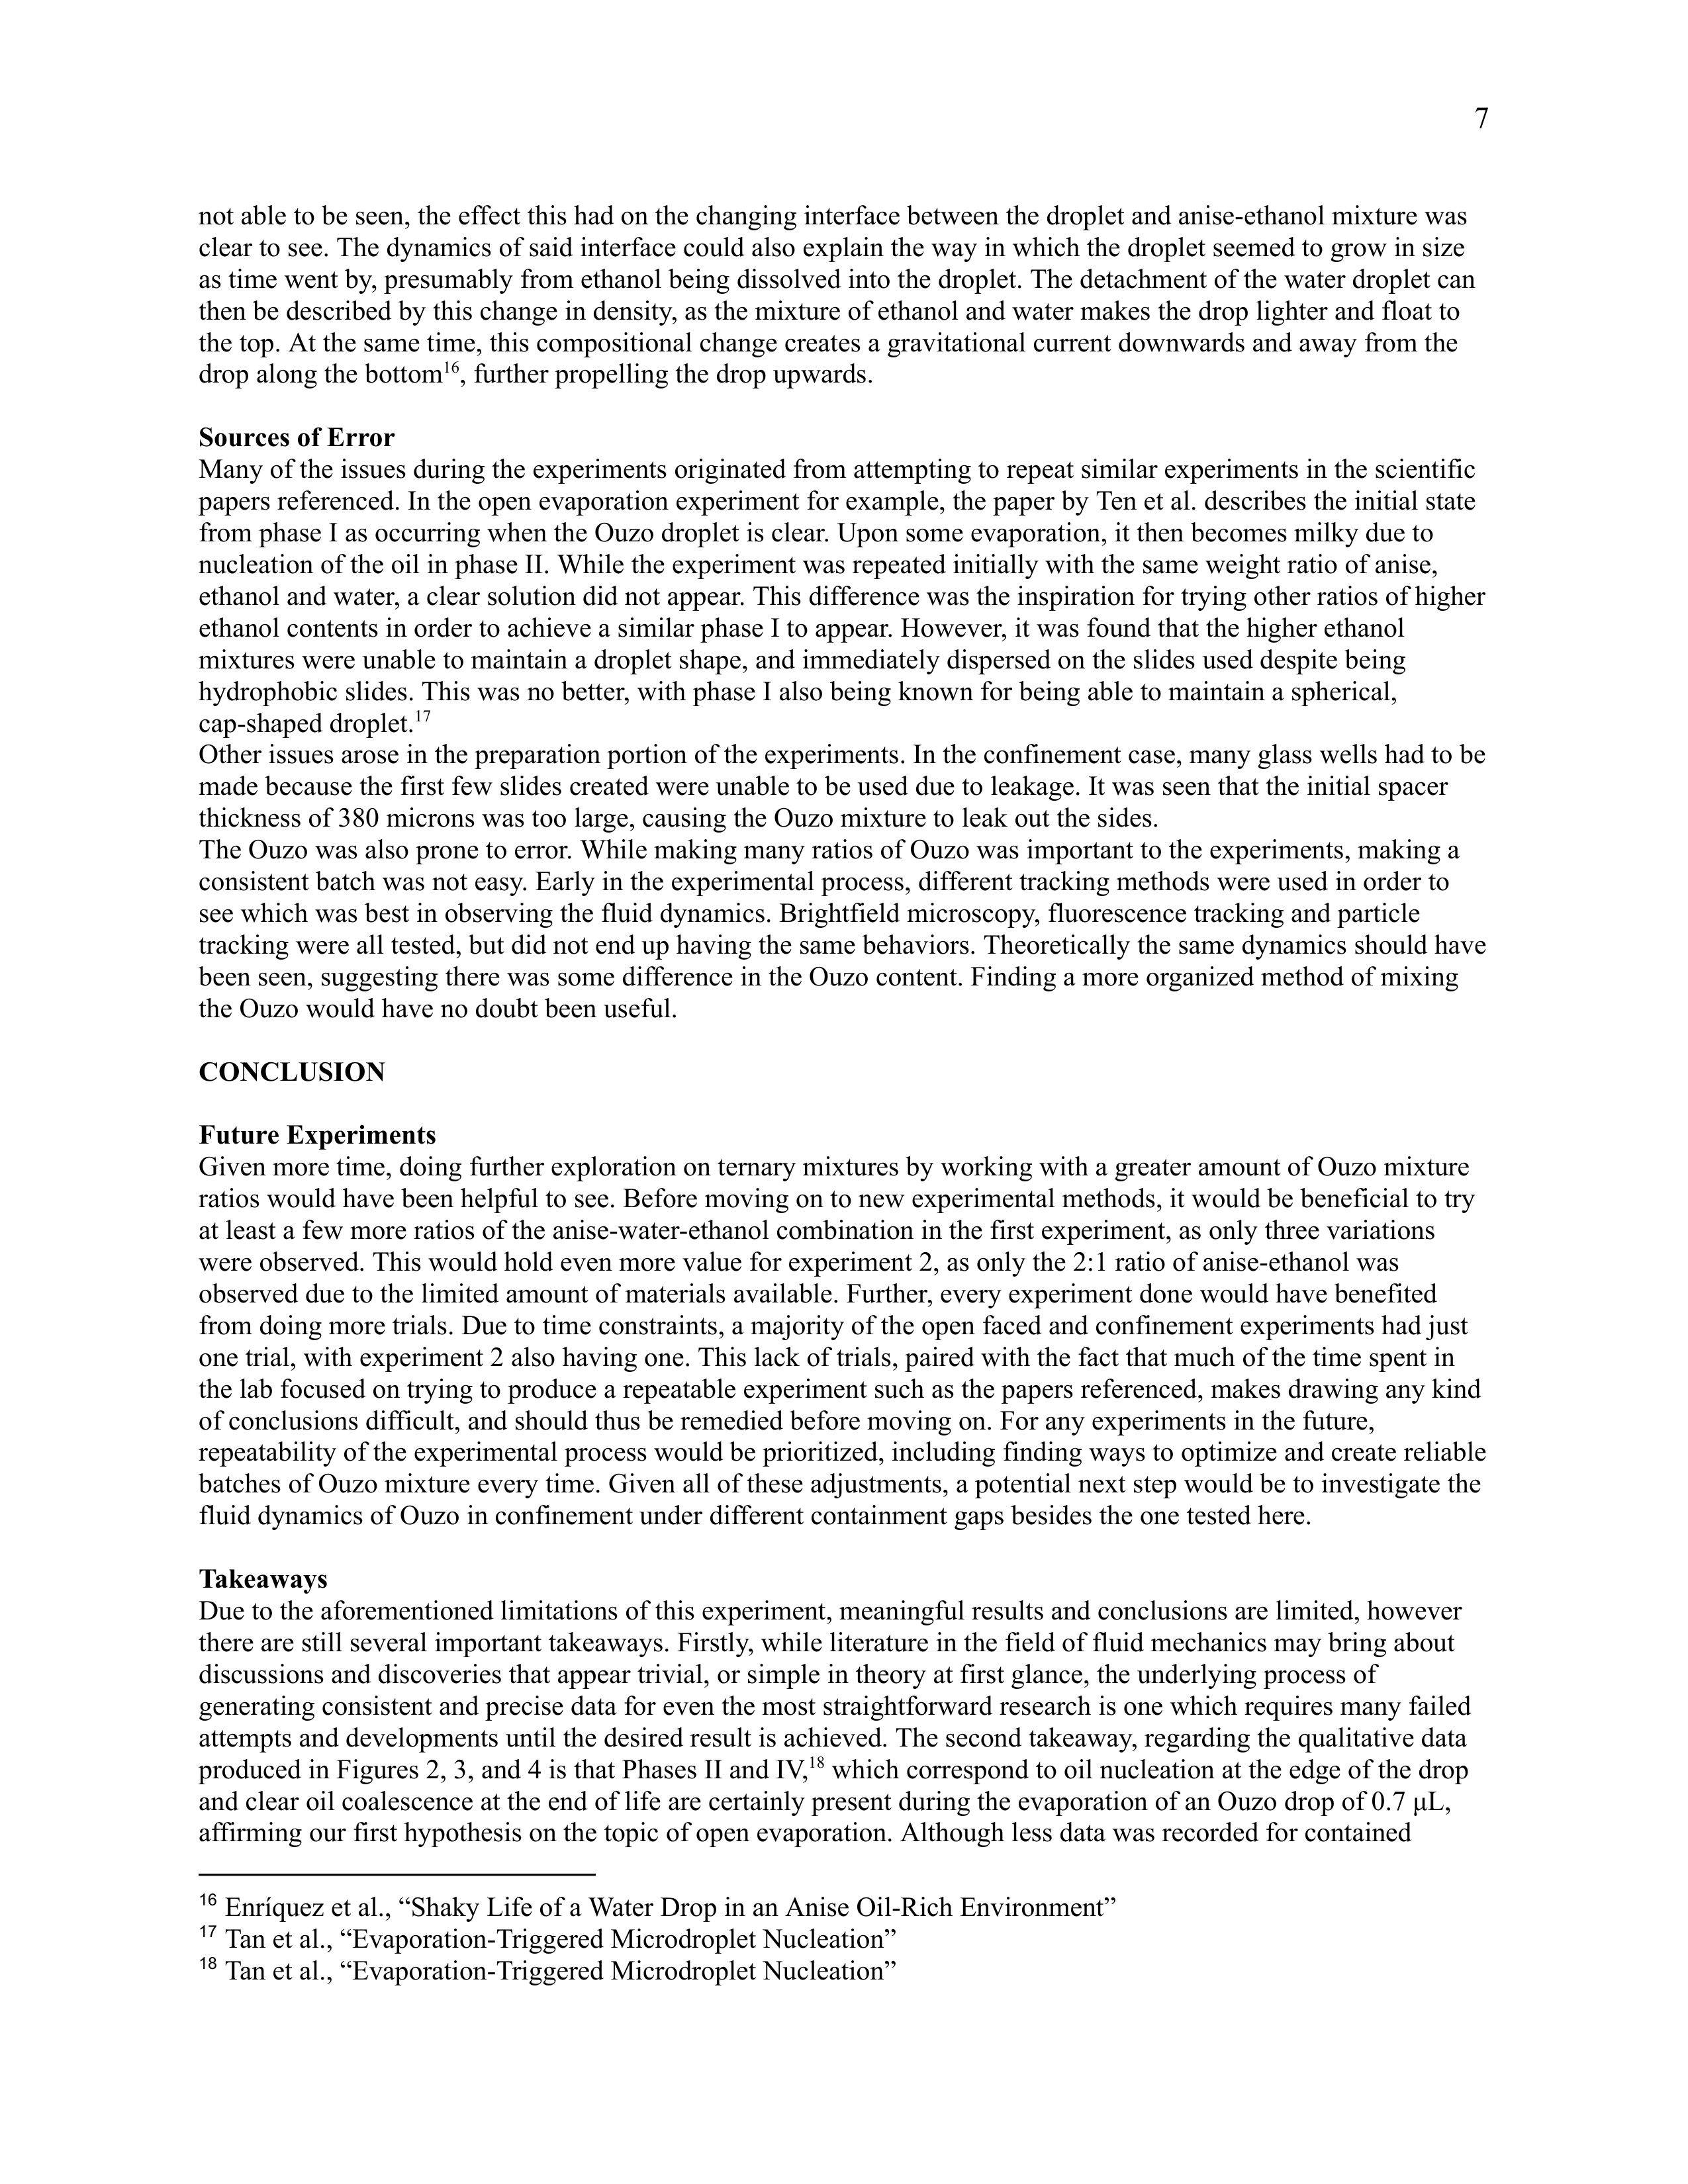 7
not able to be seen, the effect this had on the changing interface between the droplet and anise-ethanol mixture was
clear to see. The dynamics of said interface could also explain the way in which the droplet seemed to grow in size
as time went by, presumably from ethanol being dissolved into the droplet. The detachment of the water droplet can
then be described by this change in density, as the mixture of ethanol and water makes the drop lighter and float to
the top. At the same time, this compositional change creates a gravitational current downwards and away from the
drop along the bottom16, further propelling the drop upwards.
Sources of Error
Many of the issues during the experiments originated from attempting to repeat similar experiments in the scientific
papers referenced. In the open evaporation experiment for example, the paper by Ten et al. describes the initial state
from phase I as occurring when the Ouzo droplet is clear. Upon some evaporation, it then becomes milky due to
nucleation of the oil in phase II. While the experiment was repeated initially with the same weight ratio of anise,
ethanol and water, a clear solution did not appear. This difference was the inspiration for trying other ratios of higher
ethanol contents in order to achieve a similar phase I to appear. However, it was found that the higher ethanol
mixtures were unable to maintain a droplet shape, and immediately dispersed on the slides used despite being
hydrophobic slides. This was no better, with phase I also being known for being able to maintain a spherical,
cap-shaped droplet.17
Other issues arose in the preparation portion of the experiments. In the confinement case, many glass wells had to be
made because the first few slides created were unable to be used due to leakage. It was seen that the initial spacer
thickness of 380 microns was too large, causing the Ouzo mixture to leak out the sides.
The Ouzo was also prone to error. While making many ratios of Ouzo was important to the experiments, making a
consistent batch was not easy. Early in the experimental process, different tracking methods were used in order to
see which was best in observing the fluid dynamics. Brightfield microscopy, fluorescence tracking and particle
tracking were all tested, but did not end up having the same behaviors. Theoretically the same dynamics should have
been seen, suggesting there was some difference in the Ouzo content. Finding a more organized method of mixing
the Ouzo would have no doubt been useful.
CONCLUSION
Future Experiments
Given more time, doing further exploration on ternary mixtures by working with a greater amount of Ouzo mixture
ratios would have been helpful to see. Before moving on to new experimental methods, it would be beneficial to try
at least a few more ratios of the anise-water-ethanol combination in the first experiment, as only three variations
were observed. This would hold even more value for experiment 2, as only the 2:1 ratio of anise-ethanol was
observed due to the limited amount of materials available. Further, every experiment done would have benefited
from doing more trials. Due to time constraints, a majority of the open faced and confinement experiments had just
one trial, with experiment 2 also having one. This lack of trials, paired with the fact that much of the time spent in
the lab focused on trying to produce a repeatable experiment such as the papers referenced, makes drawing any kind
of conclusions difficult, and should thus be remedied before moving on. For any experiments in the future,
repeatability of the experimental process would be prioritized, including finding ways to optimize and create reliable
batches of Ouzo mixture every time. Given all of these adjustments, a potential next step would be to investigate the
fluid dynamics of Ouzo in confinement under different containment gaps besides the one tested here.
Takeaways
Due to the aforementioned limitations of this experiment, meaningful results and conclusions are limited, however
there are still several important takeaways. Firstly, while literature in the field of fluid mechanics may bring about
discussions and discoveries that appear trivial, or simple in theory at first glance, the underlying process of
generating consistent and precise data for even the most straightforward research is one which requires many failed
attempts and developments until the desired result is achieved. The second takeaway, regarding the qualitative data
produced in Figures 2, 3, and 4 is that Phases II and IV,18 which correspond to oil nucleation at the edge of the drop
and clear oil coalescence at the end of life are certainly present during the evaporation of an Ouzo drop of 0.7 μL,
affirming our first hypothesis on the topic of open evaporation. Although less data was recorded for contained
16 Enríquez et al., “Shaky Life of a Water Drop in an Anise Oil-Rich Environment”
17 Tan et al., “Evaporation-Triggered Microdroplet Nucleation”
18 Tan et al., “Evaporation-Triggered Microdroplet Nucleation”